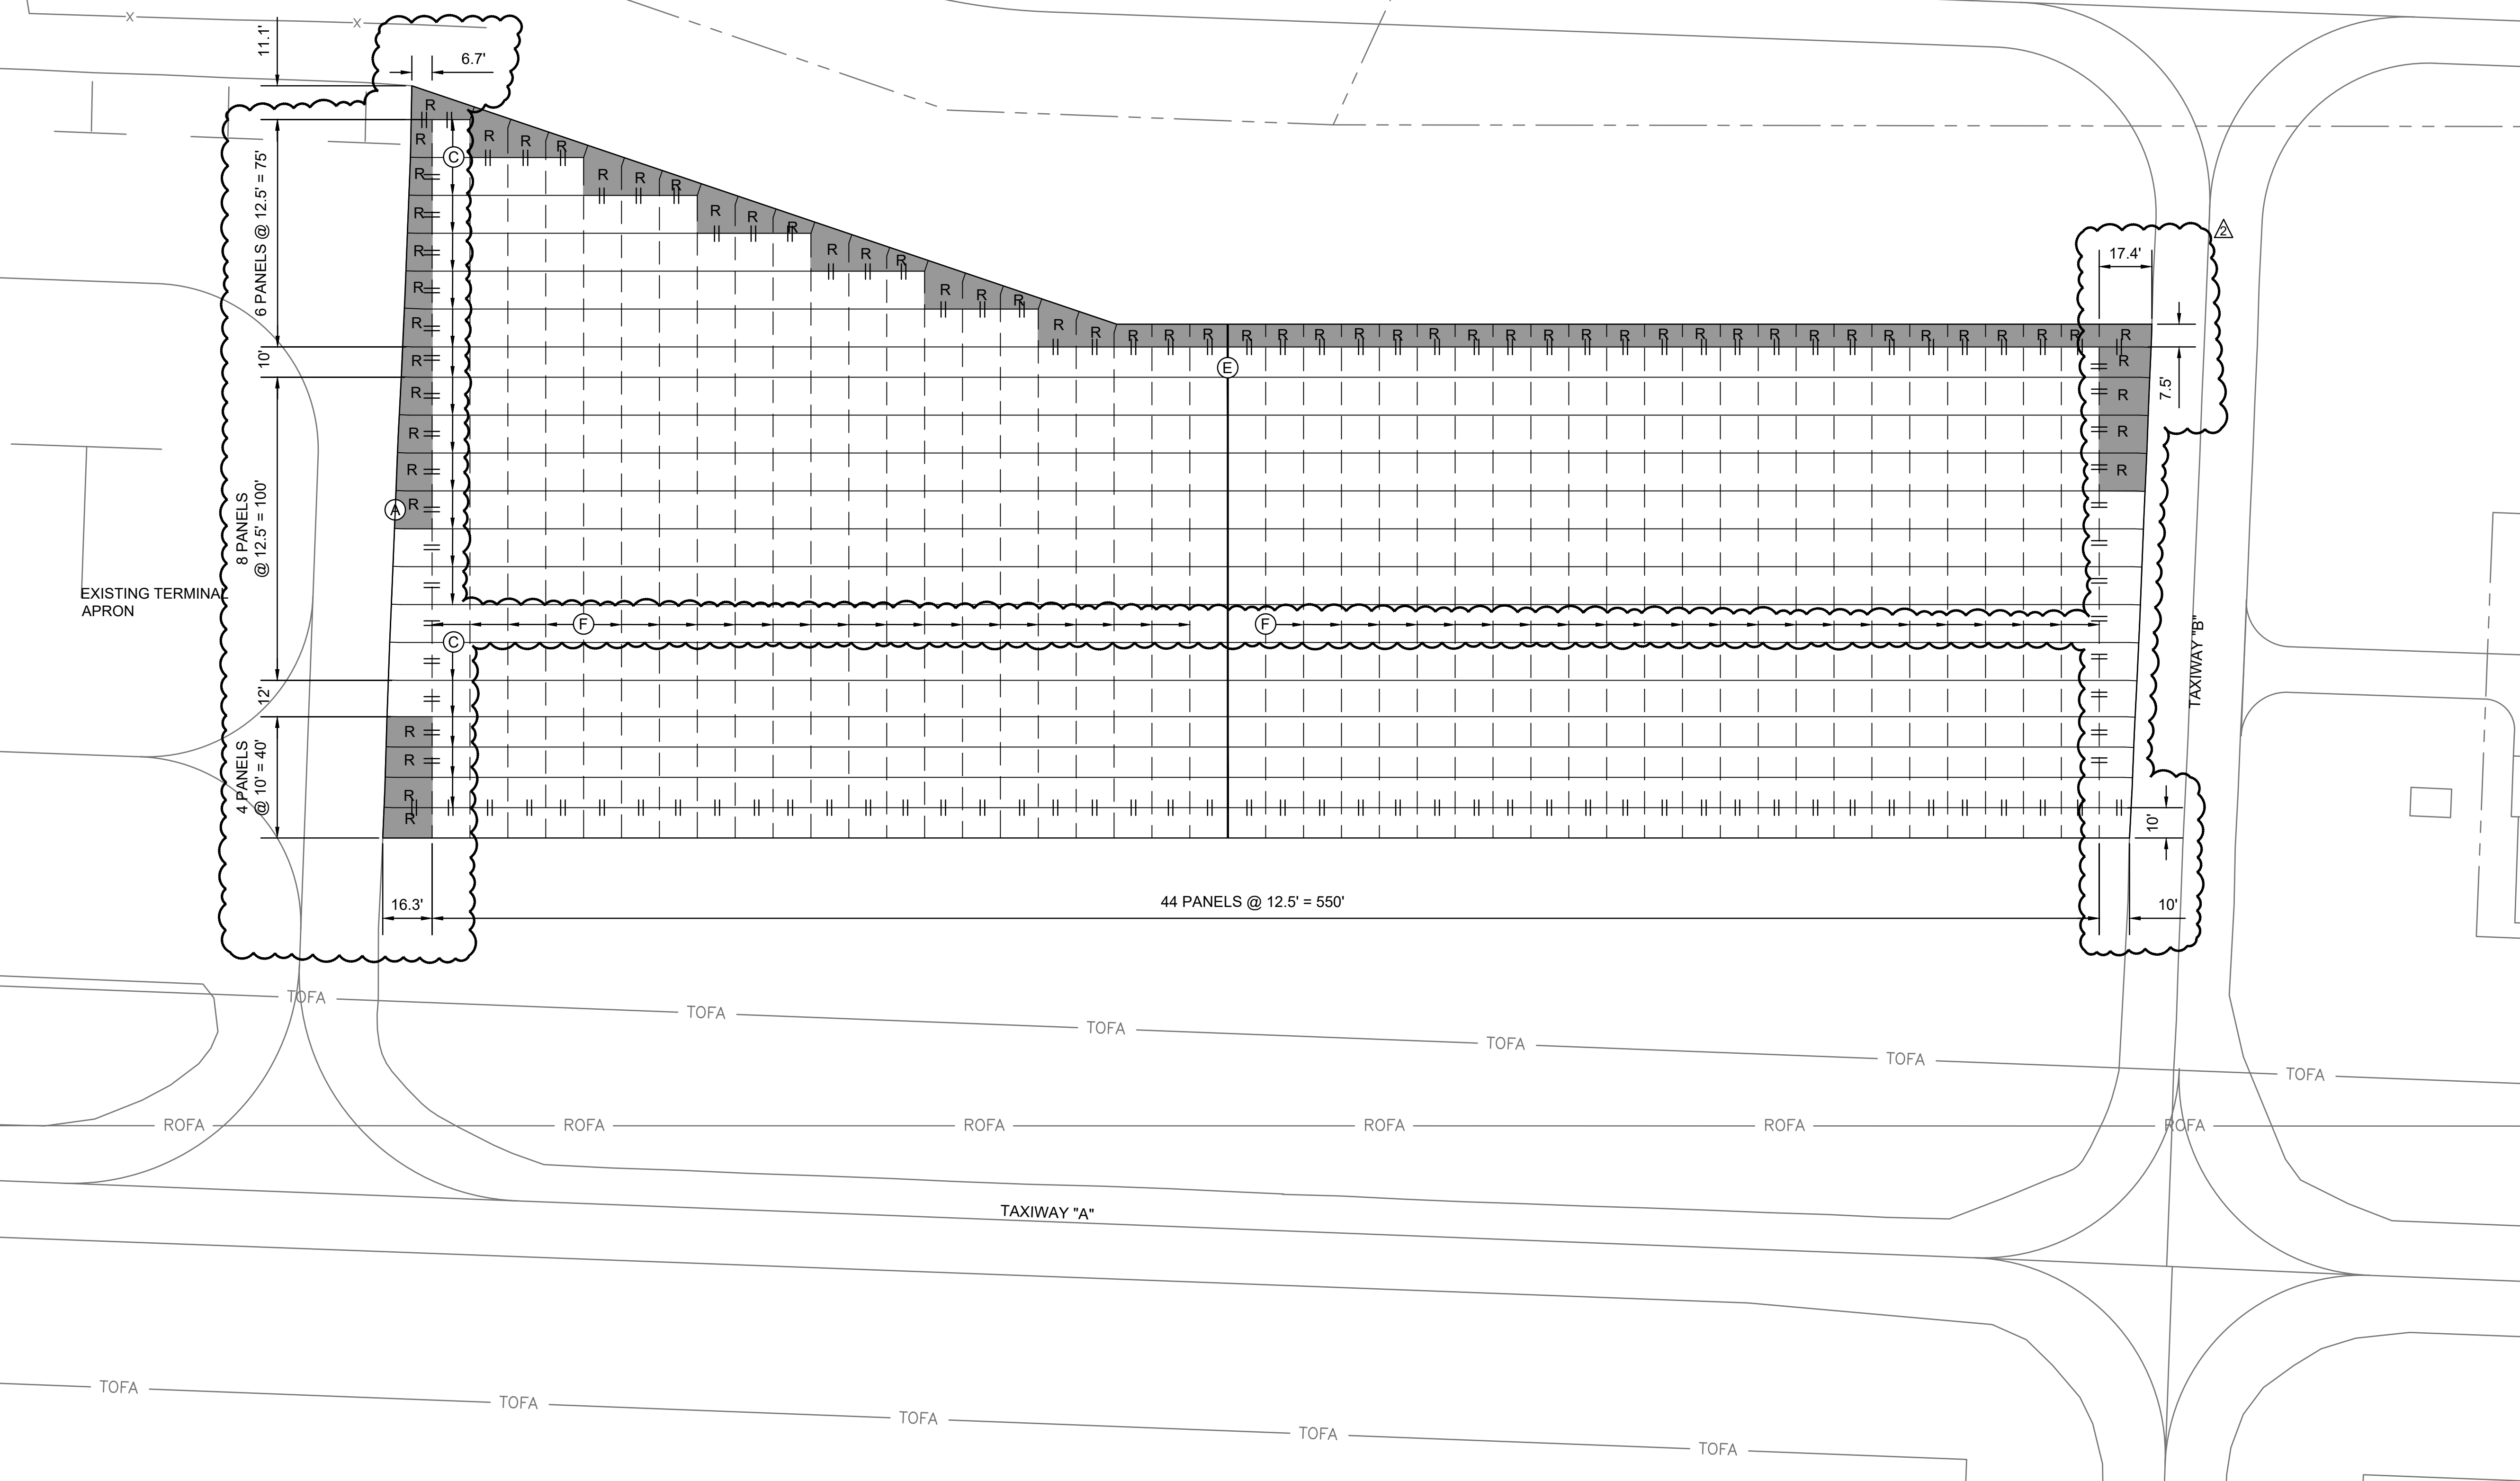 X X
11.1'
6.7'
R
R R R R
C
6 PANELS @ 12.5' = 75'
R R R R
R R R R
R R R R
2
17.4'
R R R R
R R R R R R R R R R R R R R R R R R R R R R R R R R R R R R
10'
R R
E
7.5'
R R
R R
R R
A R
8 PANELS
@ 12.5' = 100'
EXISTING TERMINAL
APRON
F F
C
TAXIWAY "B"
12'
R
R
R
R
4 PANELS
@ 10' = 40'
10'
16.3'
44 PANELS @ 12.5' = 550'
10'
TOFA TOFA TOFA TOFA TOFA TOFA
ROFA ROFA ROFA ROFA ROFA ROFA
TAXIWAY "A"
TOFA TOFA TOFA TOFA TOFA